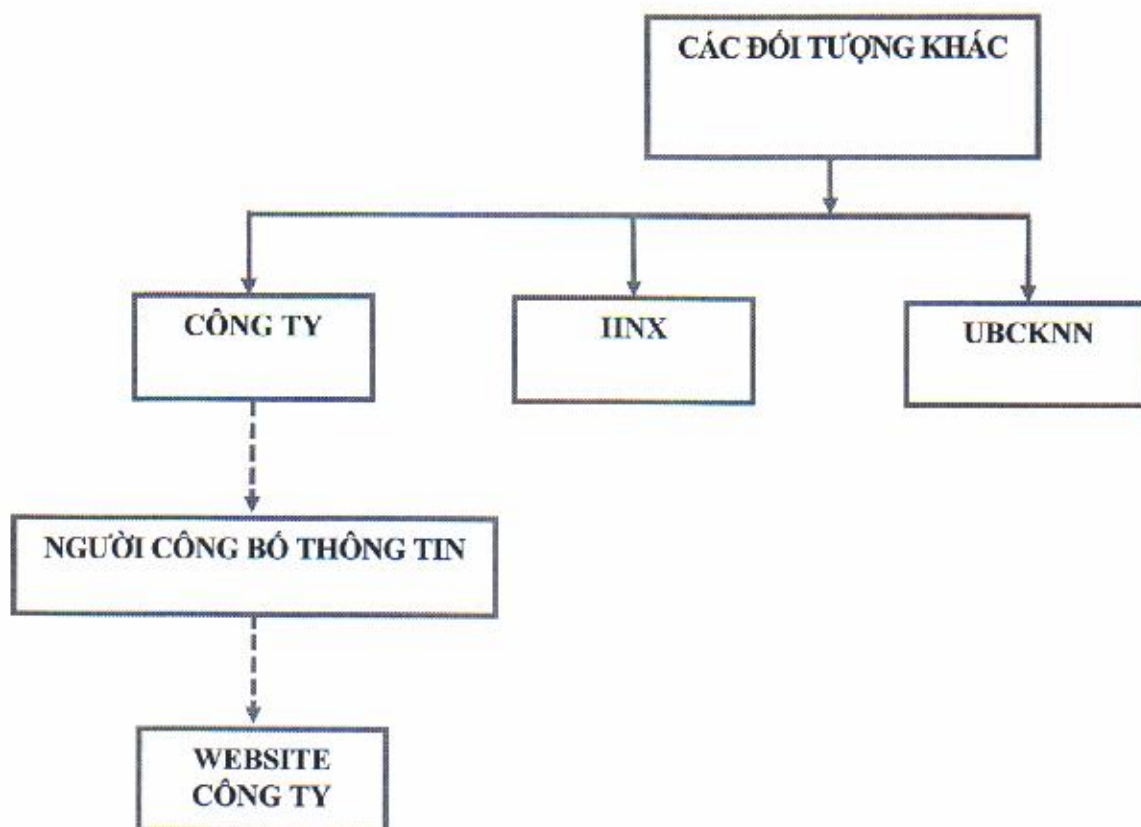 CÁC ĐỐI TƯỢNG KHÁC
CÔNG TY
IINX
UBCKNN
NGƯỜI CÔNG BỐ THÔNG TIN
WEBSITE
CÔNG TY